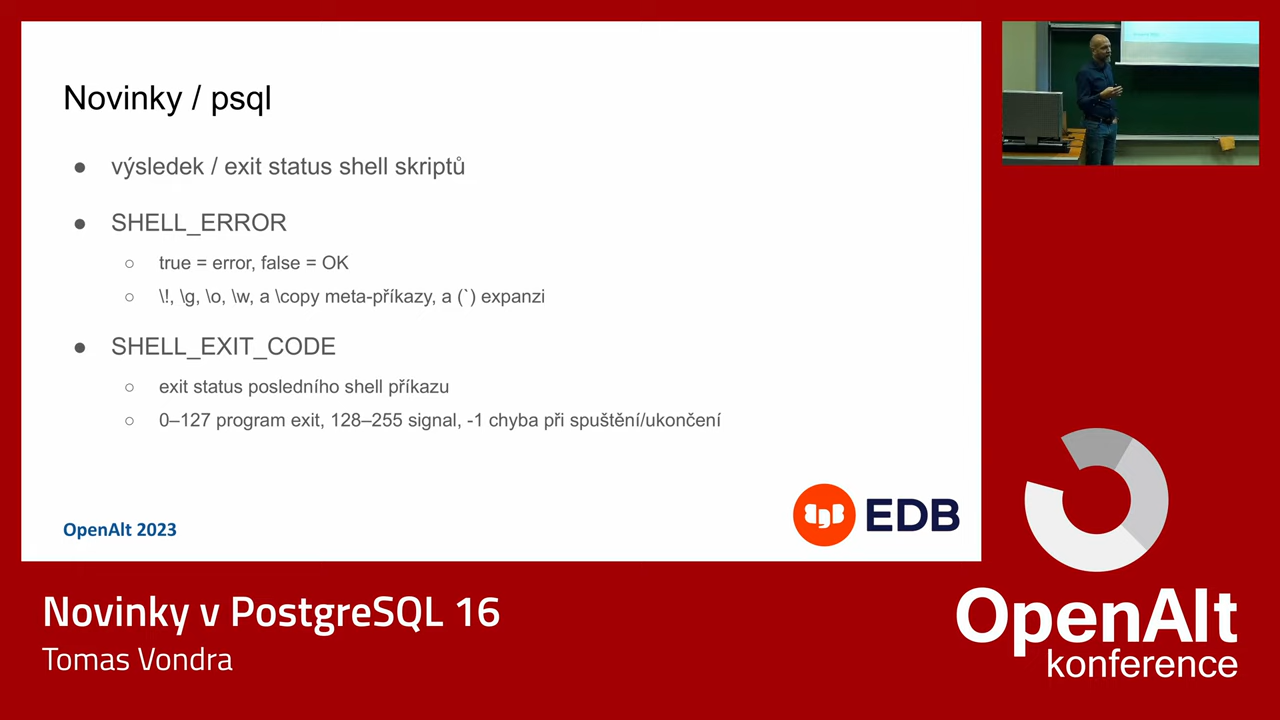 Novinky / psql
● výsledek / exit status shell skriptů
● SHELL_ERROR
○ true = error, false = OK
○ \!, \g, \o, \w, a \copy meta-příkazy, a (`) expanzi
● SHELL_EXIT_CODE
○ exit status posledního shell příkazu
○ 0–127 program exit, 128–255 signal, -1 chyba při spuštění/ukončení
OpenAlt 2023
EDB
Novinky v PostgreSQL 16
Tomas Vondra
OpenAlt
konference